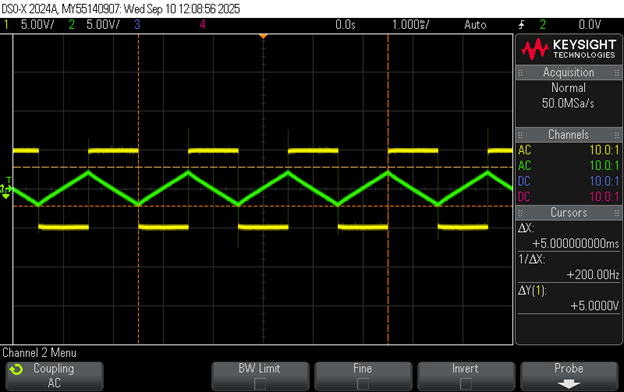 DSO-X 2024A, MY55140907: Wed Sep 10 12:08:56 2025
1 5.00V/ 2 5.00V/ 3 4 0.0s 1.000ms/ Auto 2 0.0V
KEYSIGHT
TECHNOLOGIES
Acquisition
Normal
50.0MSa/s
Channels
AC 10.0:1
AC 10.0:1
DC 10.0:1
DC 10.0:1
Cursors
ΔX:
+5.000000000ms
1/ΔX:
+200.00Hz
ΔY(1):
+5.0000V
T
Channel 2 Menu
Coupling
AC
BW Limit
Fine
Invert
Probe